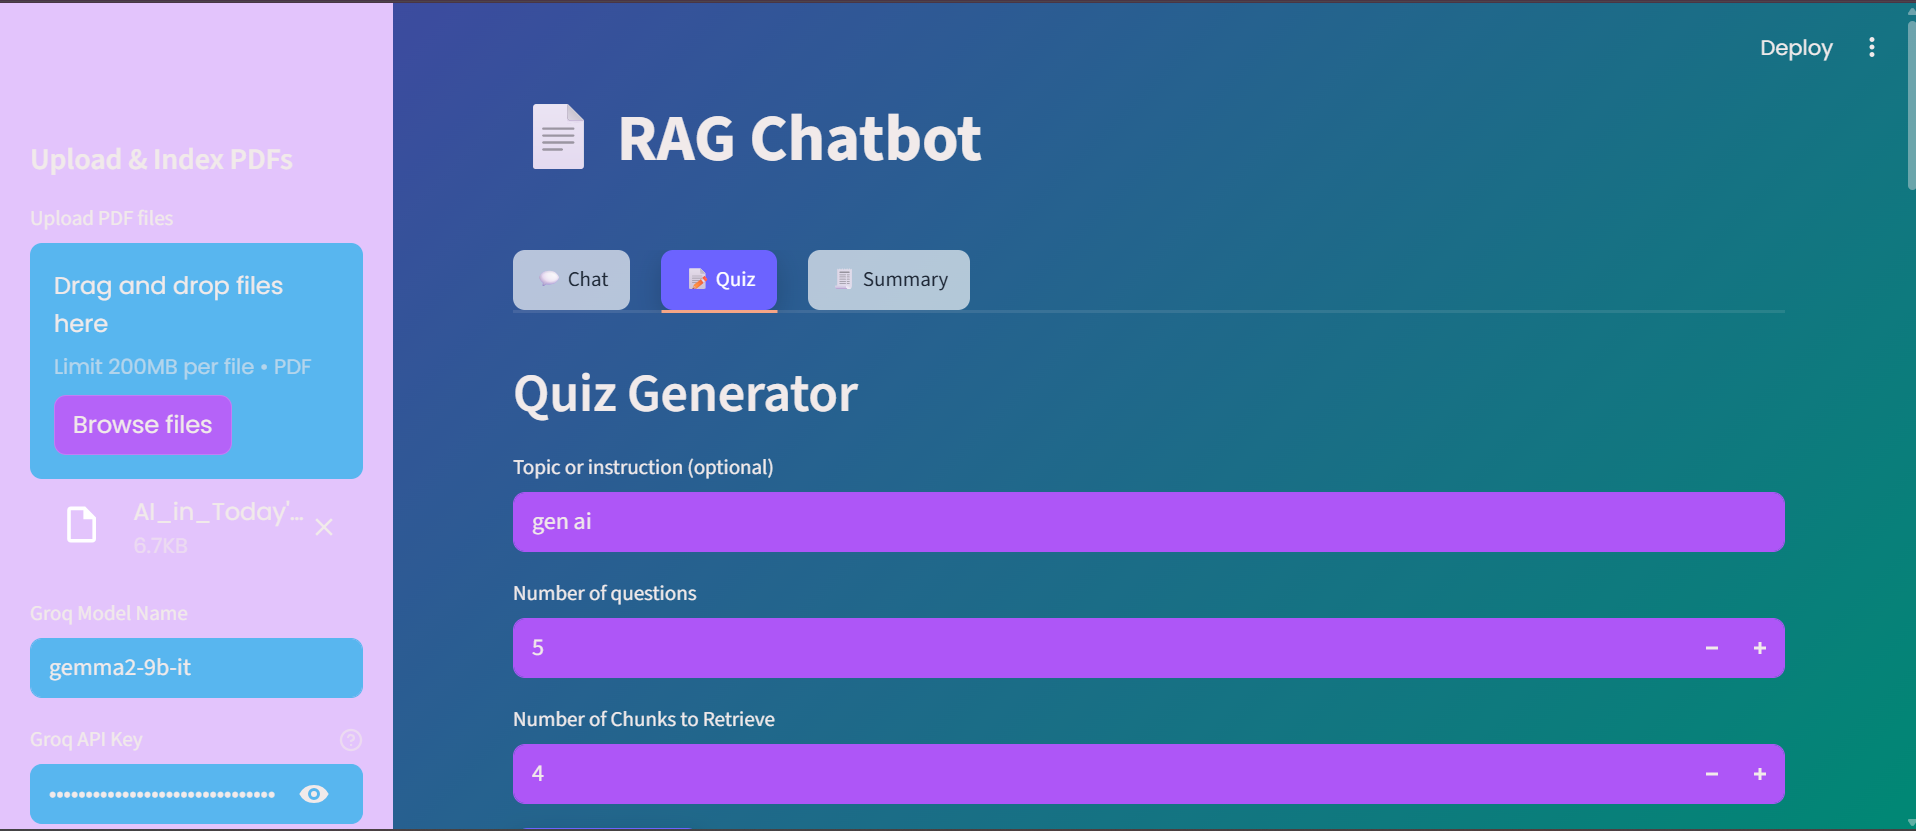 Deploy
Upload & Index PDFs
Upload PDF files
Drag and drop files
here
Limit 200MB per file • PDF
Browse files
AI_in_Today'...
6.7KB
Groq Model Name
gemma2-9b-it
Groq API Key
RAG Chatbot
Chat
Quiz
Summary
Quiz Generator
Topic or instruction (optional)
gen ai
Number of questions
5
Number of Chunks to Retrieve
4